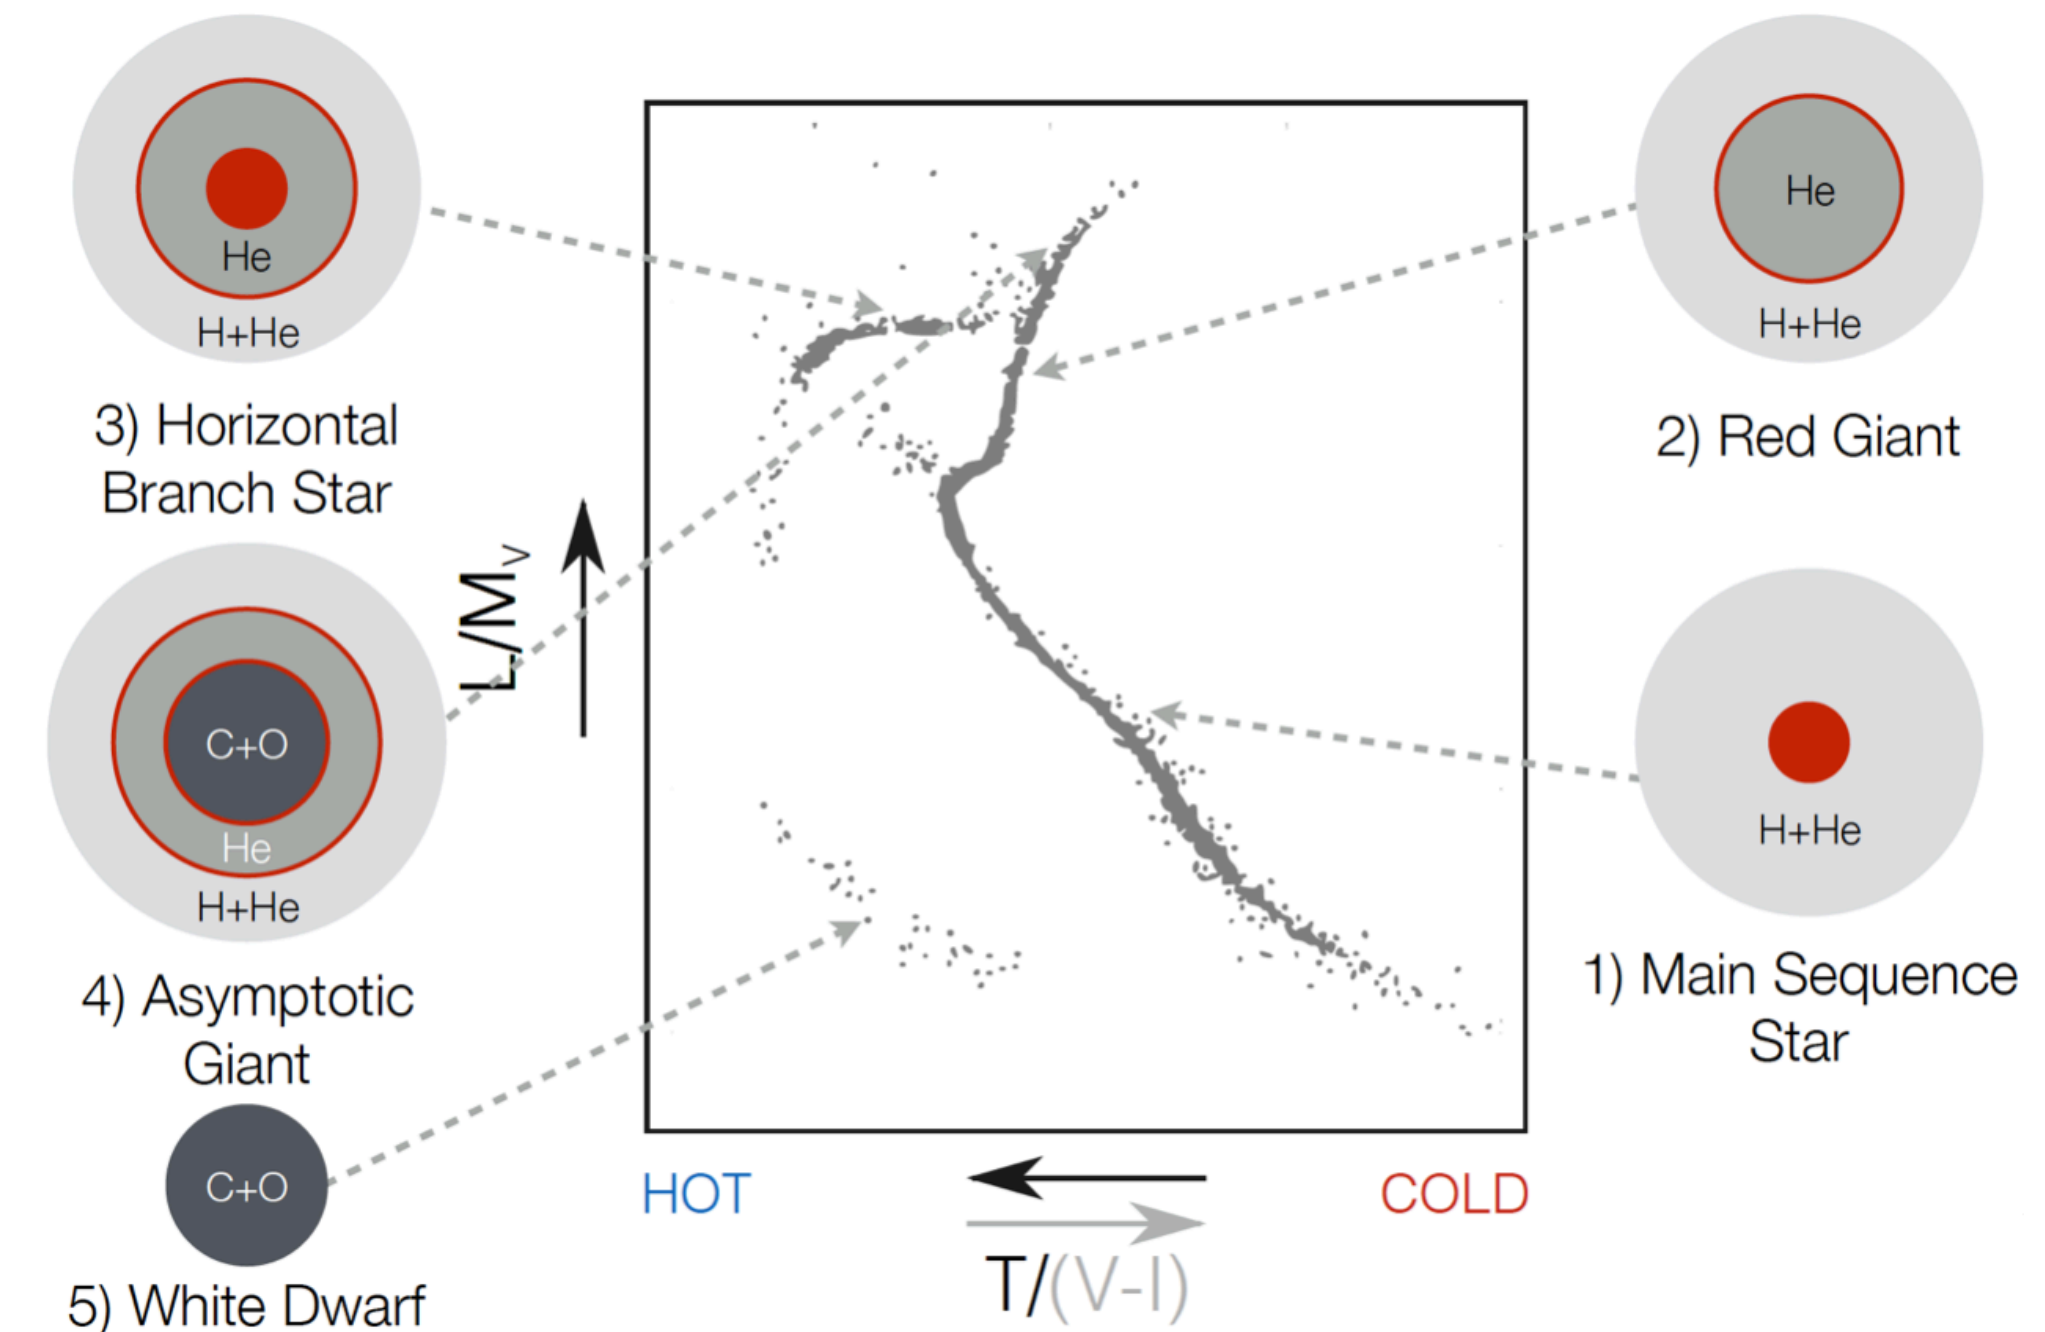 He
H+He
3) Horizontal
Branch Star
C+O
He
H+He
4) Asymptotic
Giant
C+O
5) White Dwarf
L/Mv
HOT
COLD
T/(V-I)
He
H+He
2) Red Giant
H+He
1) Main Sequence
Star